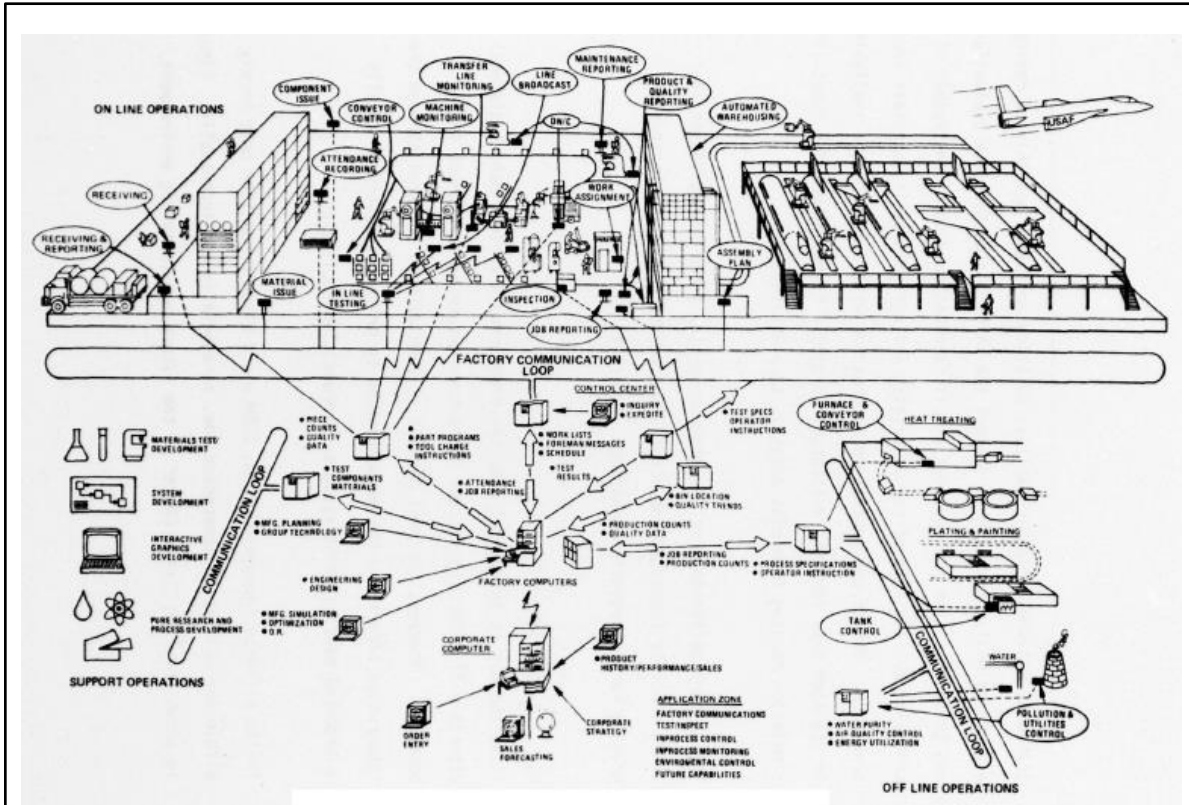 ON LINE OPERATIONS
COMPONENT
ISSUE
CONVEYOR
CONTROL
TRANSFER
LINE
MONITORING
MACHINE
MONITORING
LINE
BROADCAST
MAINTENANCE
REPORTING
PRODUCT &
QUALITY
REPORTING
AUTOMATED
WAREHOUSING
DN/C
USAF
ATTENDANCE
RECORDING
RECEIVING
RECEIVING &
REPORTING
MATERIAL
ISSUE
IN LINE
TESTING
INSPECTION
WORK
ASSIGNMENT
JOB REPORTING
ASSEMBLY
PLAN
FACTORY COMMUNICATION
LOOP
CONTROL CENTER
INQUIRY
EXPEDITE
PIECE
COUNTS
QUALITY
DATA
PART PROGRAMS
TOOL CHANGE
INSTRUCTIONS
WORK LISTS
FOREMAN MESSAGES
SCHEDULE
TEST SPECS
OPERATOR
INSTRUCTIONS
TEST
RESULTS
FURNACE &
CONVEYOR
CONTROL
HEAT TREATING
MATERIALS TEST/
DEVELOPMENT
SYSTEM
DEVELOPMENT
INTERACTIVE
GRAPHICS
DEVELOPMENT
PURE RESEARCH AND
PROCESS DEVELOPMENT
SUPPORT OPERATIONS
COMMUNICATION LOOP
TEST
COMPONENTS
MATERIALS
ATTENDANCE
JOB REPORTING
BIN LOCATION
QUALITY TRENDS
MFG. PLANNING
GROUP TECHNOLOGY
PRODUCTION COUNTS
QUALITY DATA
ENGINEERING
DESIGN
FACTORY COMPUTERS
JOB REPORTING
PRODUCTION COUNTS
PROCESS SPECIFICATIONS
OPERATOR INSTRUCTION
PLATING & PAINTING
TANK
CONTROL
MFG. SIMULATION
OPTIMIZATION
O.R.
CORPORATE
COMPUTER
PRODUCT
HISTORY/PERFORMANCE/SALES
ORDER
ENTRY
SALES
FORECASTING
CORPORATE
STRATEGY
APPLICATION ZONE
FACTORY COMMUNICATIONS
TEST/INSPECT
INPROCESS CONTROL
INPROCESS MONITORING
ENVIROMENTAL CONTROL
FUTURE CAPABILITIES
COMMUNICATION LOOP
WATER
WATER PURITY
AIR QUALITY CONTROL
ENERGY UTILIZATION
POLLUTION &
UTILITIES
CONTROL
OFF LINE OPERATIONS